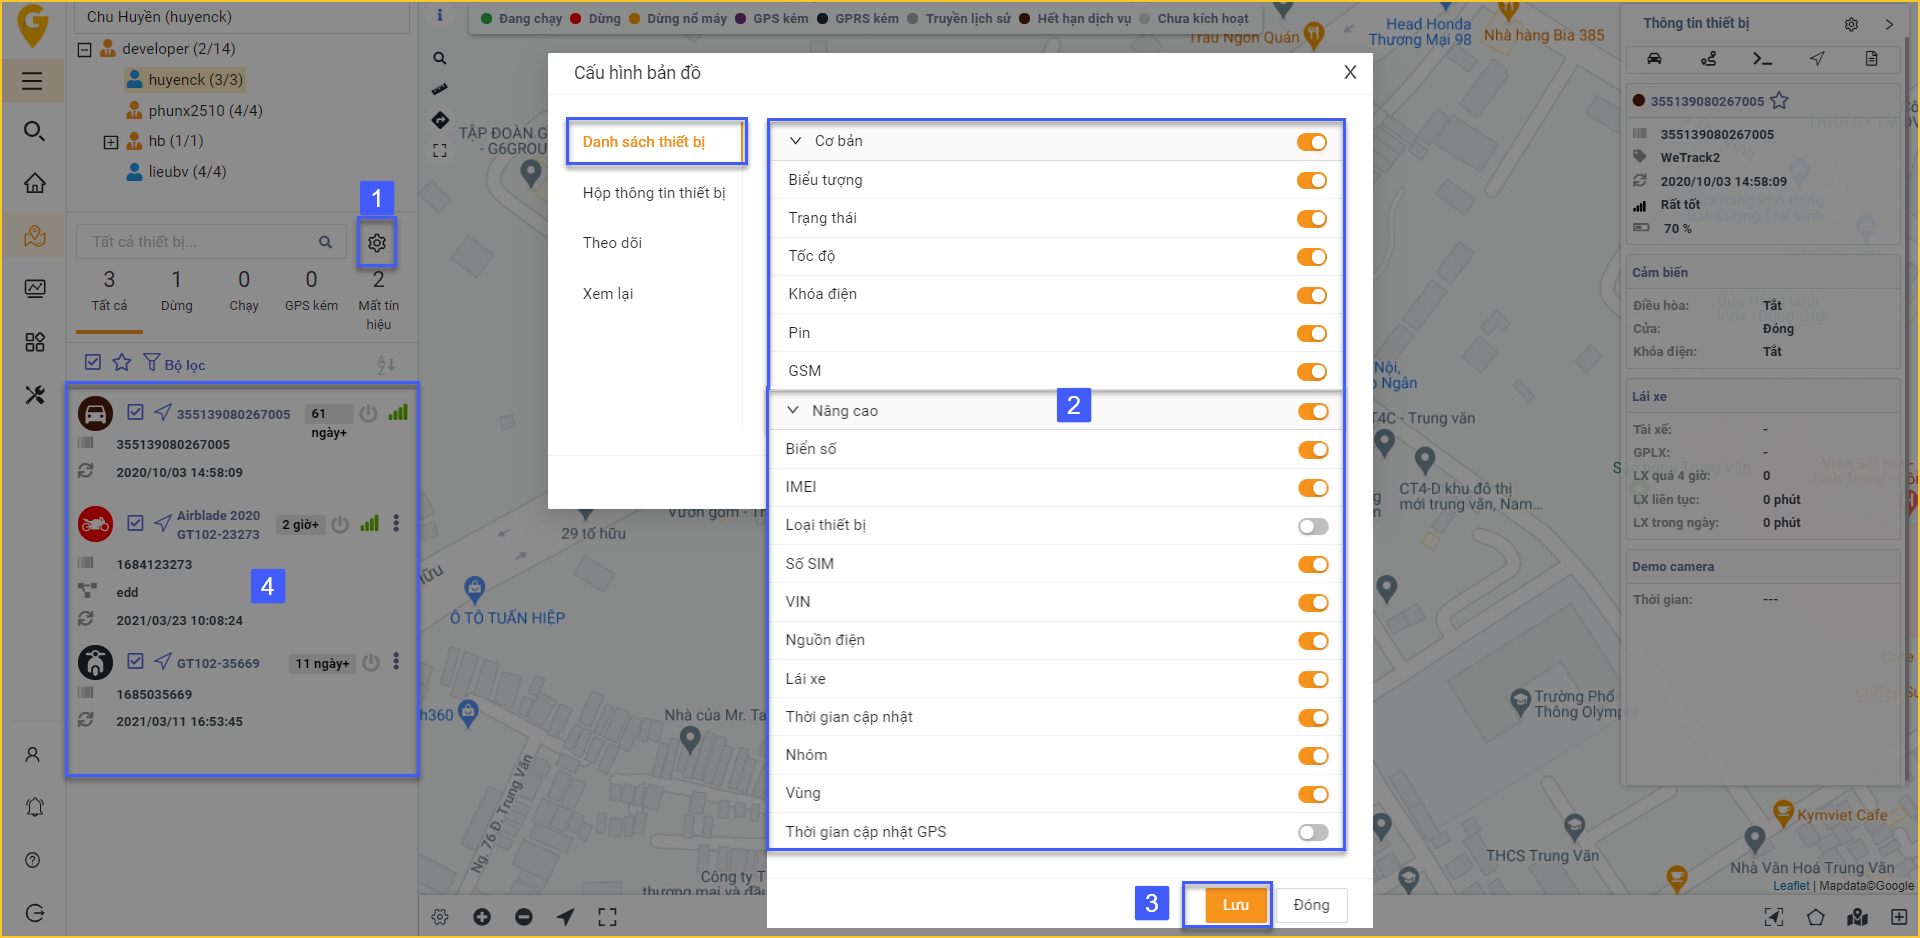 Chu Huyền (huyenck)
developer (2/14)
huyenck (3/3)
phunx2510 (4/4)
hb (1/1)
lieubv (4/4)
1
Tất cả thiết bị...
3
1
0
0
2
Tất cả
Dừng
Chạy
GPS kém
Mất tín
hiệu
Bộ lọc
355139080267005
61
ngày+
355139080267005
2020/10/03 14:58:09
Airblade 2020
GT102-23273
2 giờ+
1684123273
edd
4
2021/03/23 10:08:24
GT102-35669
11 ngày+
1685035669
2021/03/11 16:53:45
Đang chạy
Dừng
Dừng nổ máy
GPS kém
GPRS kém
Truyền lịch sử
Hết hạn dịch vụ
Chưa kích hoạt
Trâu Ngon Quán
Head Honda
Thương Mại 98
Nhà hàng Bia 385
TẬP ĐOÀN G
- G6GROU
Cấu hình bản đồ
X
Danh sách thiết bị
Hộp thông tin thiết bị
Theo dõi
Xem lại
Cơ bản
Biểu tượng
Trạng thái
Tốc độ
Khóa điện
Pin
GSM
2
Nâng cao
Biển số
IMEI
Loại thiết bị
Số SIM
VIN
Nguồn điện
Lái xe
Thời gian cập nhật
Nhóm
Vùng
Thời gian cập nhật GPS
3
Lưu
Đóng
29 tố hữu
Hữu
Ô TÔ TUẤN HIỆP
h360
Nhà của Mr. Ta
Ng. 76 Đ. Trung Văn
Công ty T
thương mại và đầu
Nội,
Ngân
T4C - Trung văn
CT4-D khu đô thị
mới trung văn, Nam...
Trường Phổ
Thông Olymp
THCS Trung Văn
Kymviet Cafe
Nhà Văn Hoá Trung Văn
Leaflet | Mapdata©Google
Thông tin thiết bị
355139080267005
355139080267005
WeTrack2
2020/10/03 14:58:09
Rất tốt
70 %
Cảm biến
Điều hòa: Tắt
Cửa: Đóng
Khóa điện: Tắt
Lái xe
Tài xế: -
GPLX: -
LX quá 4 giờ: 0
LX liên tục: 0 phút
LX trong ngày: 0 phút
Demo camera
Thời gian: ---